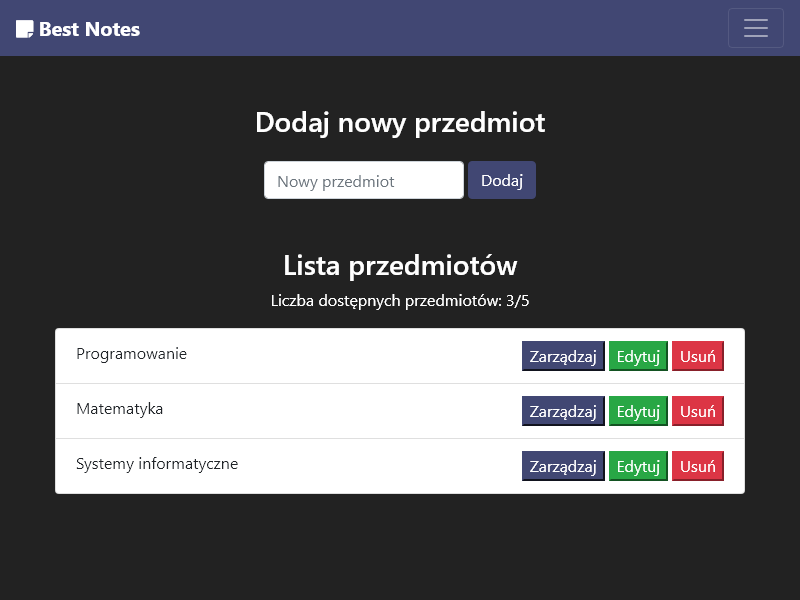 Best Notes
Dodaj nowy przedmiot
Nowy przedmiot Dodaj
Lista przedmiotów
Liczba dostępnych przedmiotów: 3/5
Programowanie Zarządzaj Edytuj Usuń
Matematyka Zarządzaj Edytuj Usuń
Systemy informatyczne Zarządzaj Edytuj Usuń